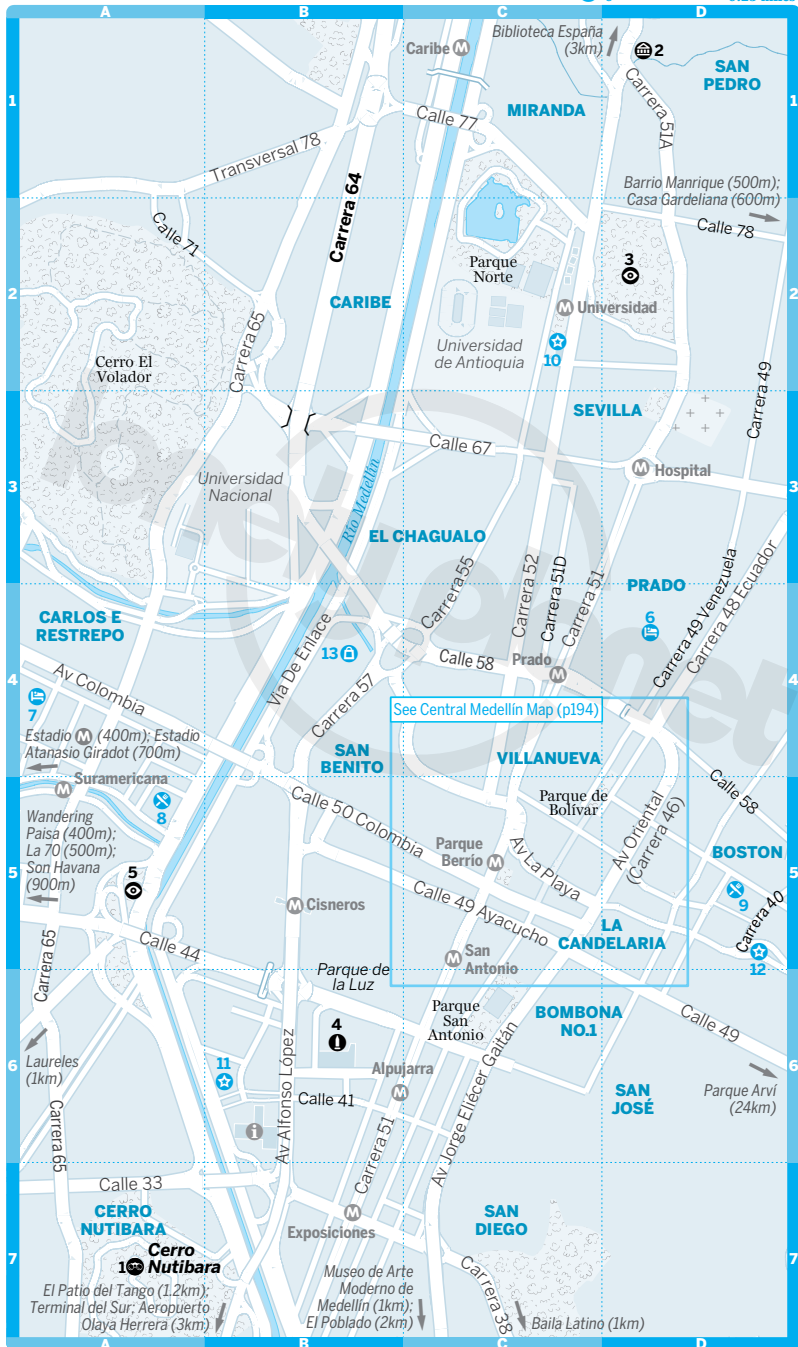 A
B
C
D
1
2
3
4
5
6
7
1
2
3
4
5
6
7
A
B
C
D
Caribe M
Biblioteca España
(3km)
2
SAN
PEDRO
MIRANDA
Carrera 51A
Calle 77
Transversal 78
Carrera 64
Barrio Manrique (500m);
Casa Gardeliana (600m)
Calle 71
Calle 78
Parque
Norte
3
CARIBE
M Universidad
Carrera 65
Universidad
de Antioquia
10
Cerro El
Volador
Carrera 49
SEVILLA
Calle 67
M Hospital
Universidad
Nacional
Río Medellín
EL CHAGUALO
lonely planet
Carrera 55
Carrera 52
Carrera 51D
Carrera 51
PRADO
Carrera 49 Venezuela
Carrera 48 Ecuador
CARLOS E
RESTREPO
6
Vía De Enlace
13
Calle 58
Prado
M
Av Colombia
7
Carrera 57
See Central Medellín Map (p194)
Estadio M (400m); Estadio
Atanasio Giradot (700m)
SAN
BENITO
VILLANUEVA
Suramericana
M
Parque de
Bolívar
Calle 58
8
Calle 50 Colombia
Av Oriental
(Carrera 46)
Wandering
Paisa (400m);
La 70 (500m);
Son Havana
(900m)
Parque
Berrío M
Av La Playa
BOSTON
5
9
M Cisneros
Calle 49 Ayacucho
Carrera 40
LA
CANDELARIA
12
Carrera 65
Calle 44
M San
Antonio
Parque de
la Luz
Parque
San
Antonio
BOMBONA
NO.1
Calle 49
4
Laureles
(1km)
11
Av Alfonso López
Alpujarra
M
Av Jorge Eliécer Gaitán
SAN
JOSÉ
Parque Arví
(24km)
Calle 41
Carrera 65
i
Carrera 51
Calle 33
CERRO
NUTIBARA
M
Exposiciones
SAN
DIEGO
1 Cerro
Nutibara
El Patio del Tango (1.2km);
Terminal del Sur; Aeropuerto
Olaya Herrera (3km)
Museo de Arte
Moderno de
Medellín (1km);
El Poblado (2km)
Carrera 38
Baila Latino (1km)